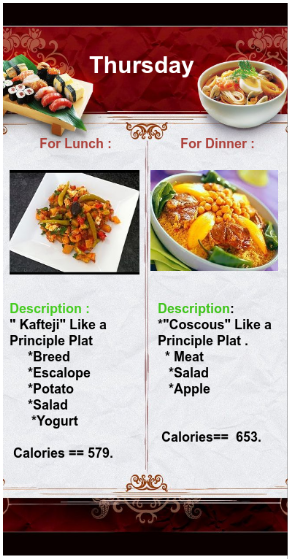 Thursday
For Lunch :
For Dinner :
Description :
" Kafteji" Like a
Principle Plat
*Breed
*Escalope
*Potato
*Salad
*Yogurt
Calories == 579.
Description:
*"Coscous" Like a
Principle Plat .
* Meat
*Salad
*Apple
Calories== 653.